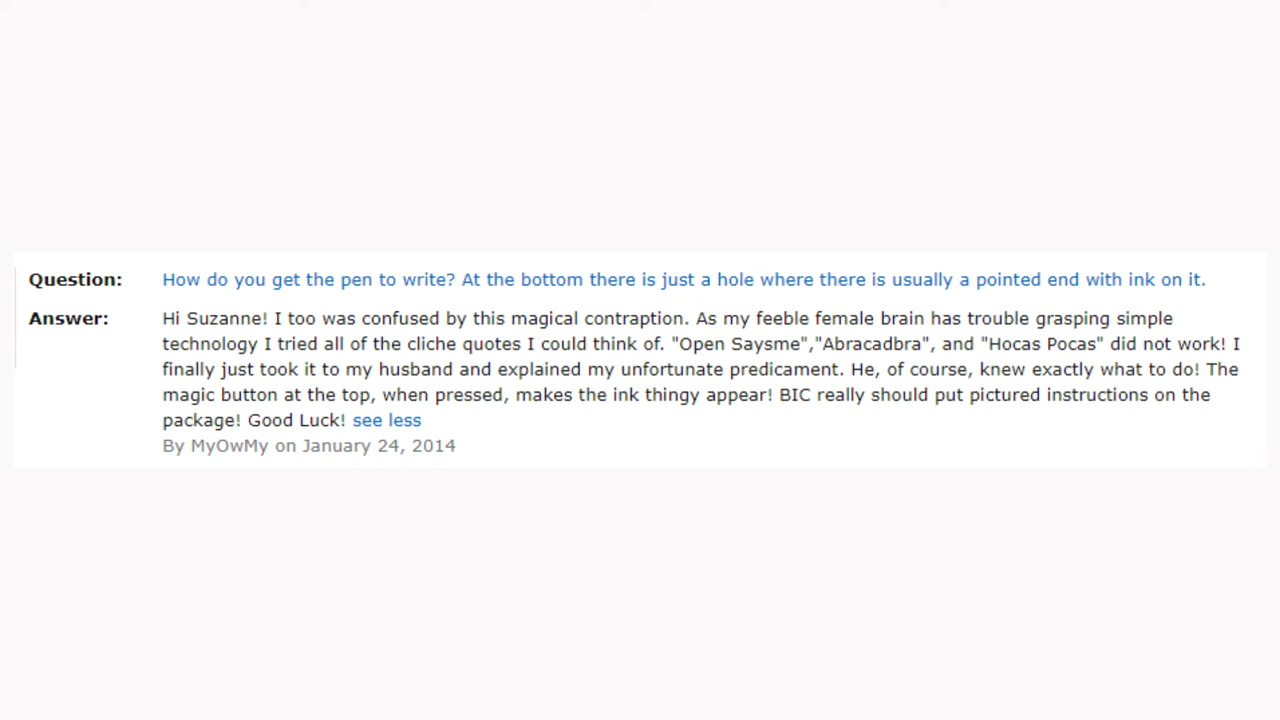 Question: How do you get the pen to write? At the bottom there is just a hole where there is usually a pointed end with ink on it.
Answer: Hi Suzanne! I too was confused by this magical contraption. As my feeble female brain has trouble grasping simple
technology I tried all of the cliche quotes I could think of. "Open Saysme","Abracadbra", and "Hocas Pocas" did not work! I
finally just took it to my husband and explained my unfortunate predicament. He, of course, knew exactly what to do! The
magic button at the top, when pressed, makes the ink thingy appear! BIC really should put pictured instructions on the
package! Good Luck! see less
By MyOwMy on January 24, 2014